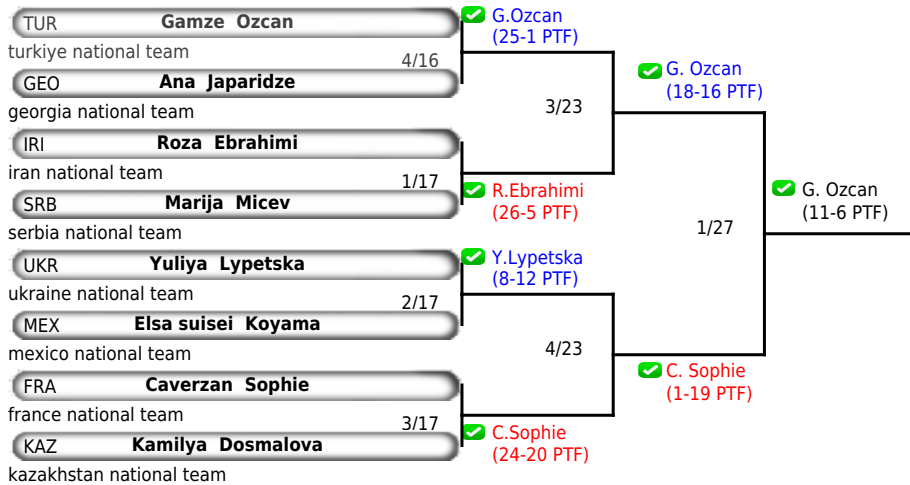 TUR Gamze Ozcan
turkiye national team
4/16
GEO Ana Japaridze
georgia national team
IRI Roza Ebrahimi
iran national team
1/17
SRB Marija Micev
serbia national team
UKR Yuliya Lypetska
ukraine national team
2/17
MEX Elsa suisei Koyama
mexico national team
FRA Caverzan Sophie
france national team
3/17
KAZ Kamilya Dosmalova
kazakhstan national team
G.Ozcan
(25-1 PTF)
3/23
R.Ebrahimi
(26-5 PTF)
Y.Lypetska
(8-12 PTF)
4/23
C.Sophie
(24-20 PTF)
G. Ozcan
(18-16 PTF)
1/27
C. Sophie
(1-19 PTF)
G. Ozcan
(11-6 PTF)